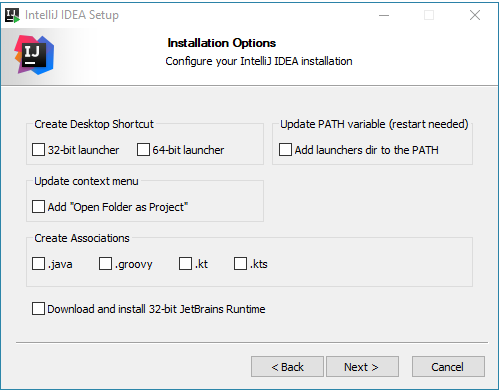 IntelliJ IDEA Setup
IJ
Installation Options
Configure your IntelliJ IDEA installation
Create Desktop Shortcut
Update PATH variable (restart needed)
32-bit launcher
64-bit launcher
Add launchers dir to the PATH
Update context menu
Add "Open Folder as Project"
Create Associations
.java
.groovy
.kt
.kts
Download and install 32-bit JetBrains Runtime
< Back
Next >
Cancel